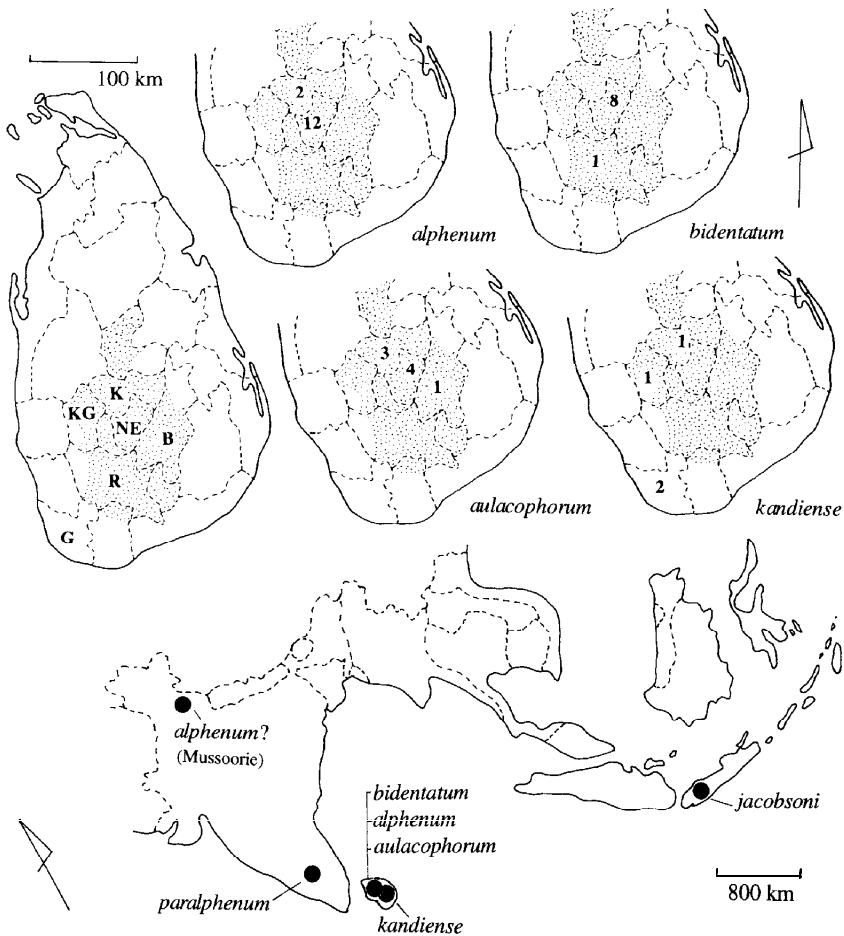 100 km
2
12
alphenum
8
1
bidentatum
K
KG
NE
B
R
G
3
4
1
aulacophorum
1
1
2
kandiense
alphenum?
(Mussoorie)
bidentatum
alphenum
aulacophorum
jacobsoni
paralphenum
kandiense
800 km